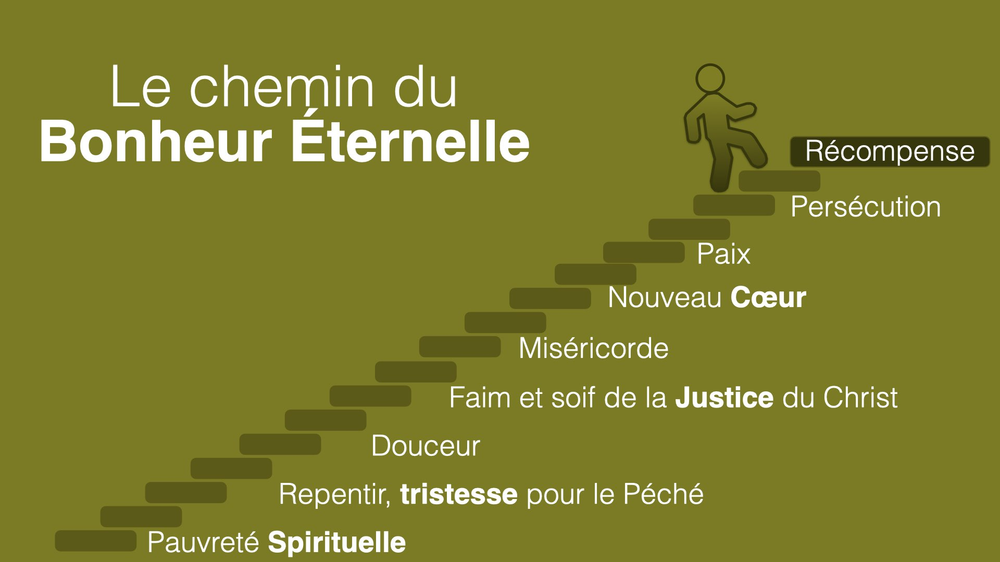 Le chemin du
Bonheur Éternelle
Récompense
Persécution
Paix
Nouveau Cœur
Miséricorde
Faim et soif de la Justice du Christ
Douceur
Repentir, tristesse pour le Péché
Pauvreté Spirituelle